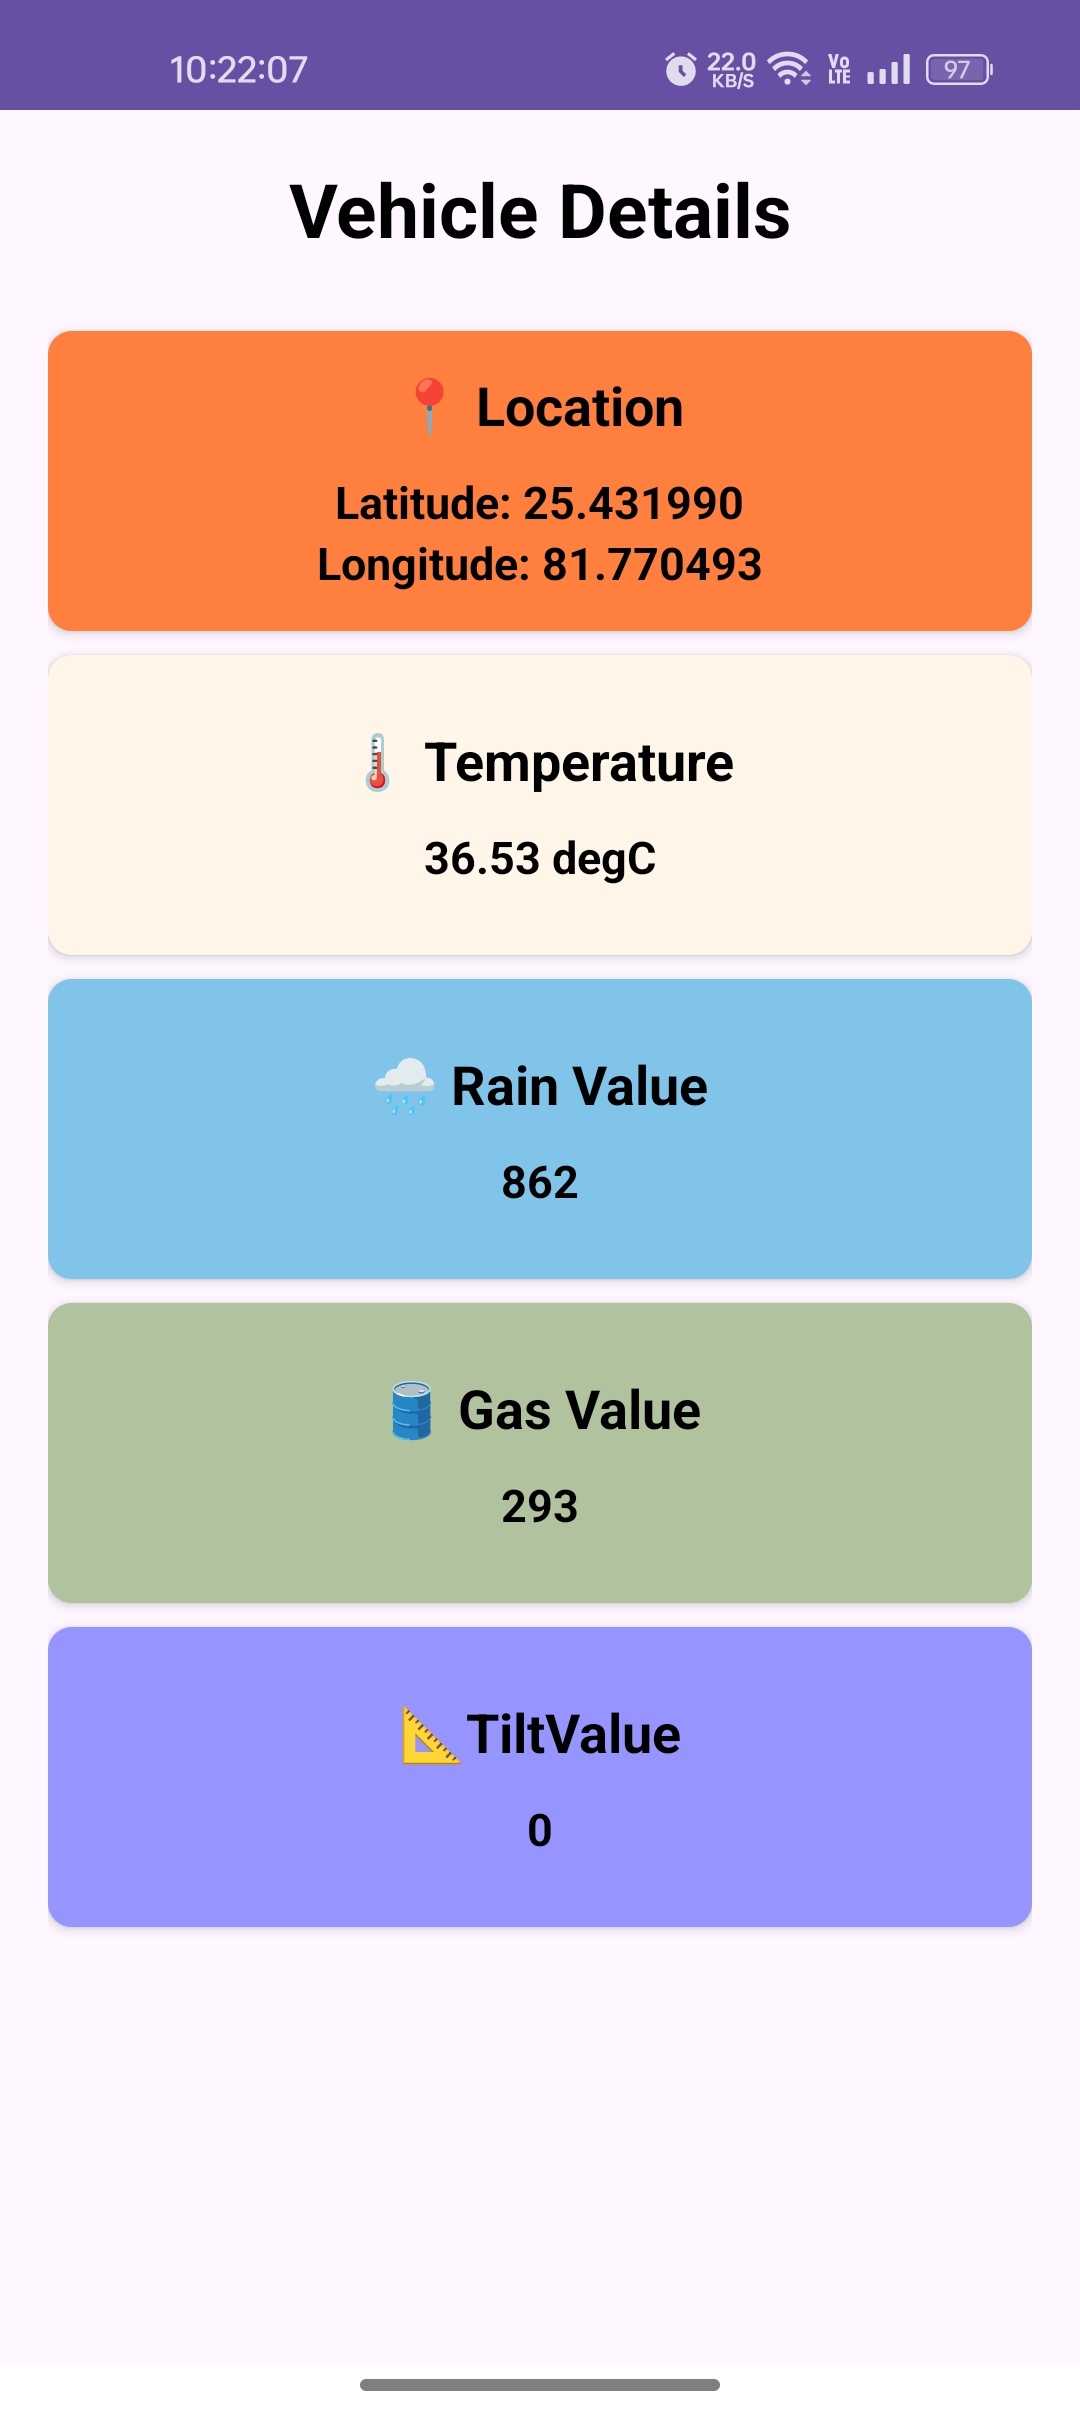 10:22:07 22.0 KB/S Vo LTE 97
Vehicle Details
📍 Location
Latitude: 25.431990
Longitude: 81.770493
🌡️ Temperature
36.53 degC
🌧️ Rain Value
862
🛢️ Gas Value
293
📐TiltValue
0